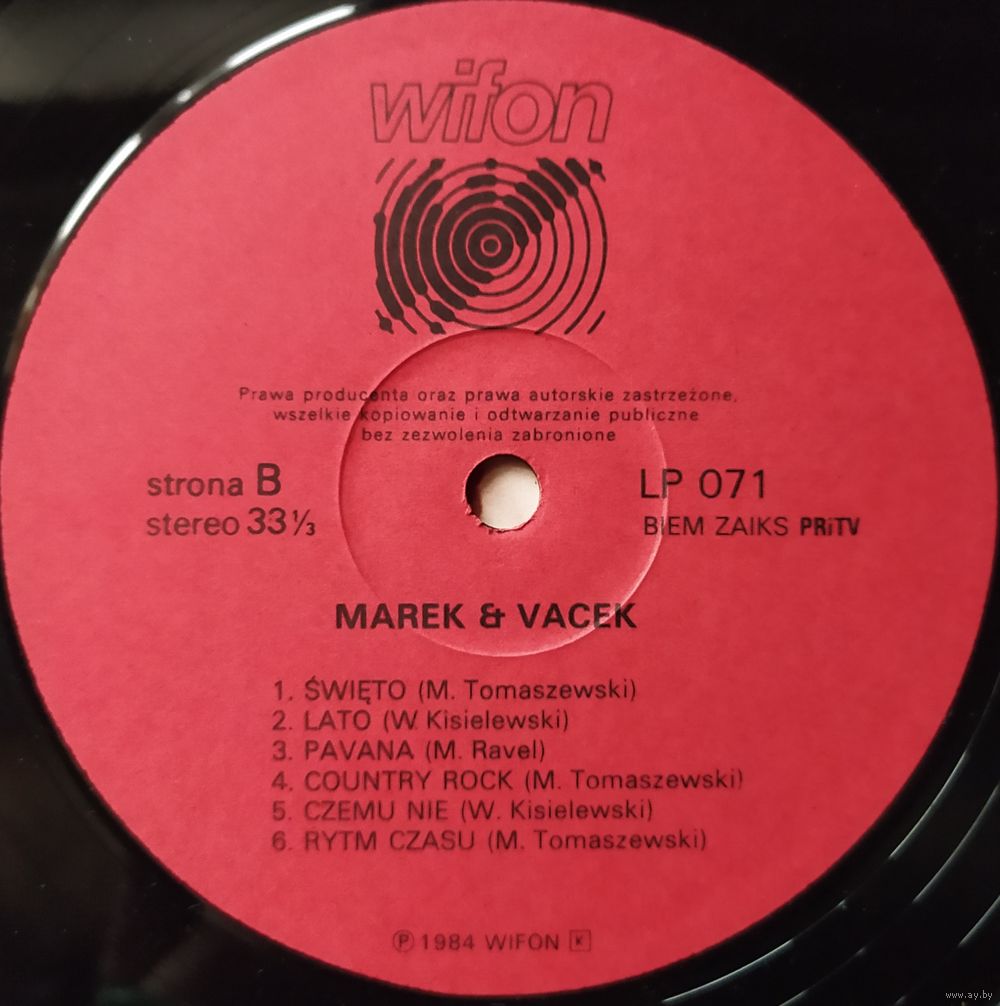 wifon
Prawa producenta oraz prawa autorskie zastrzeżone,
wszelkie kopiowanie i odtwarzanie publiczne
bez zezwolenia zabronione
strona B
stereo 33 ⅓
LP 071
BIEM ZAIKS PRiTV
MAREK & VACEK
1. ŚWIĘTO (M. Tomaszewski)
2. LATO (W. Kisielewski)
3. PAVANA (M. Ravel)
4. COUNTRY ROCK (M. Tomaszewski)
5. CZEMU NIE (W. Kisielewski)
6. RYTM CZASU (M. Tomaszewski)
Ⓟ 1984 WIFON K
www.ay.by